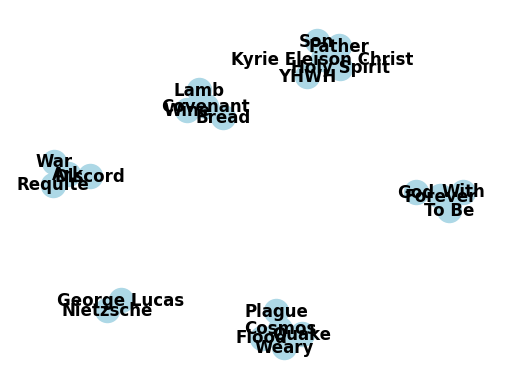 Son
Father
Kyrie Eleison Christ
Holy Spirit
YHWH
Lamb
Covenant
Wine
Bread
War
Ark
Discord
Requite
God
With
Forever
To Be
George Lucas
Nietzsche
Plague
Cosmos
Quake
Flood
Weary